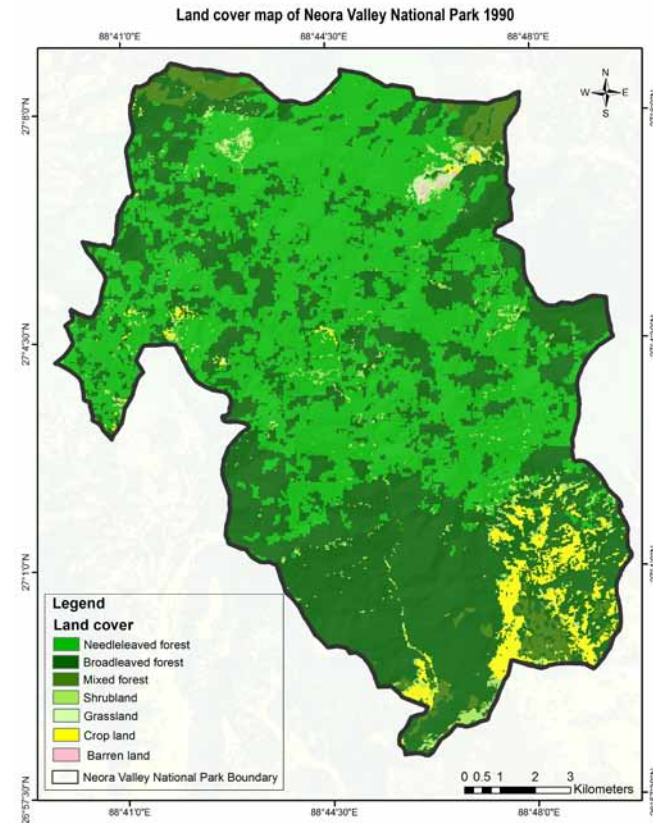 Land cover map of Neora Valley National Park 1990
88°41'0"E 88°44'30"E 88°48'0"E
27°8'0"N
N
W E
S
27°4'30"N
27°1'0"N
26°57'30"N
Legend
Land cover
Needleleaved forest
Broadleaved forest
Mixed forest
Shrubland
Grassland
Crop land
Barren land
Neora Valley National Park Boundary
0 0.5 1 2 3
Kilometers
88°41'0"E 88°44'30"E 88°48'0"E